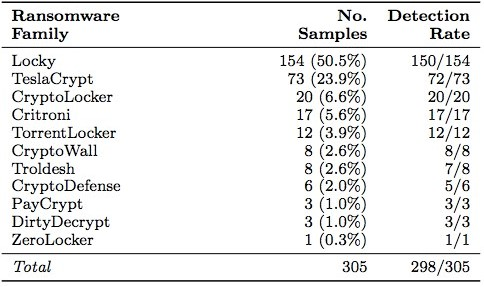 Ransomware No. Detection
Family Samples Rate
Locky 154 (50.5%) 150/154
TeslaCrypt 73 (23.9%) 72/73
CryptoLocker 20 (6.6%) 20/20
Critroni 17 (5.6%) 17/17
TorrentLocker 12 (3.9%) 12/12
CryptoWall 8 (2.6%) 8/8
Troldesh 8 (2.6%) 7/8
CryptoDefense 6 (2.0%) 5/6
PayCrypt 3 (1.0%) 3/3
DirtyDecrypt 3 (1.0%) 3/3
ZeroLocker 1 (0.3%) 1/1
Total 305 298/305